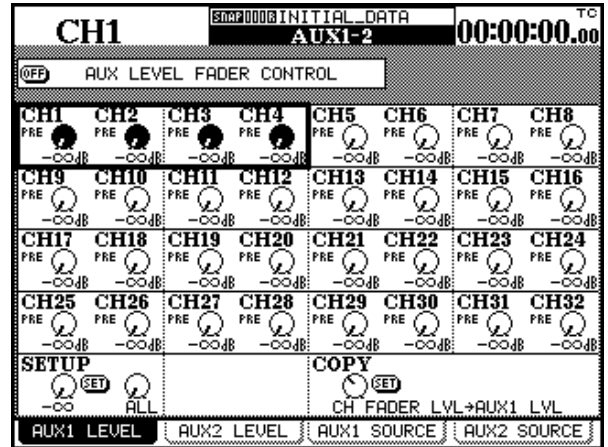 CH1
SNAP 000 INITIAL_DATA
AUX1-2
TC
00:00:00.00
OFF AUX LEVEL FADER CONTROL
CH1 CH2 CH3 CH4 CH5 CH6 CH7 CH8
PRE PRE PRE PRE PRE PRE PRE PRE
-∞dB -∞dB -∞dB -∞dB -∞dB -∞dB -∞dB -∞dB
CH9 CH10 CH11 CH12 CH13 CH14 CH15 CH16
PRE PRE PRE PRE PRE PRE PRE PRE
-∞dB -∞dB -∞dB -∞dB -∞dB -∞dB -∞dB -∞dB
CH17 CH18 CH19 CH20 CH21 CH22 CH23 CH24
PRE PRE PRE PRE PRE PRE PRE PRE
-∞dB -∞dB -∞dB -∞dB -∞dB -∞dB -∞dB -∞dB
CH25 CH26 CH27 CH28 CH29 CH30 CH31 CH32
PRE PRE PRE PRE PRE PRE PRE PRE
-∞dB -∞dB -∞dB -∞dB -∞dB -∞dB -∞dB -∞dB
SETUP COPY
SET SET
-∞ ALL CH FADER LVL→AUX1 LVL
AUX1 LEVEL AUX2 LEVEL AUX1 SOURCE AUX2 SOURCE